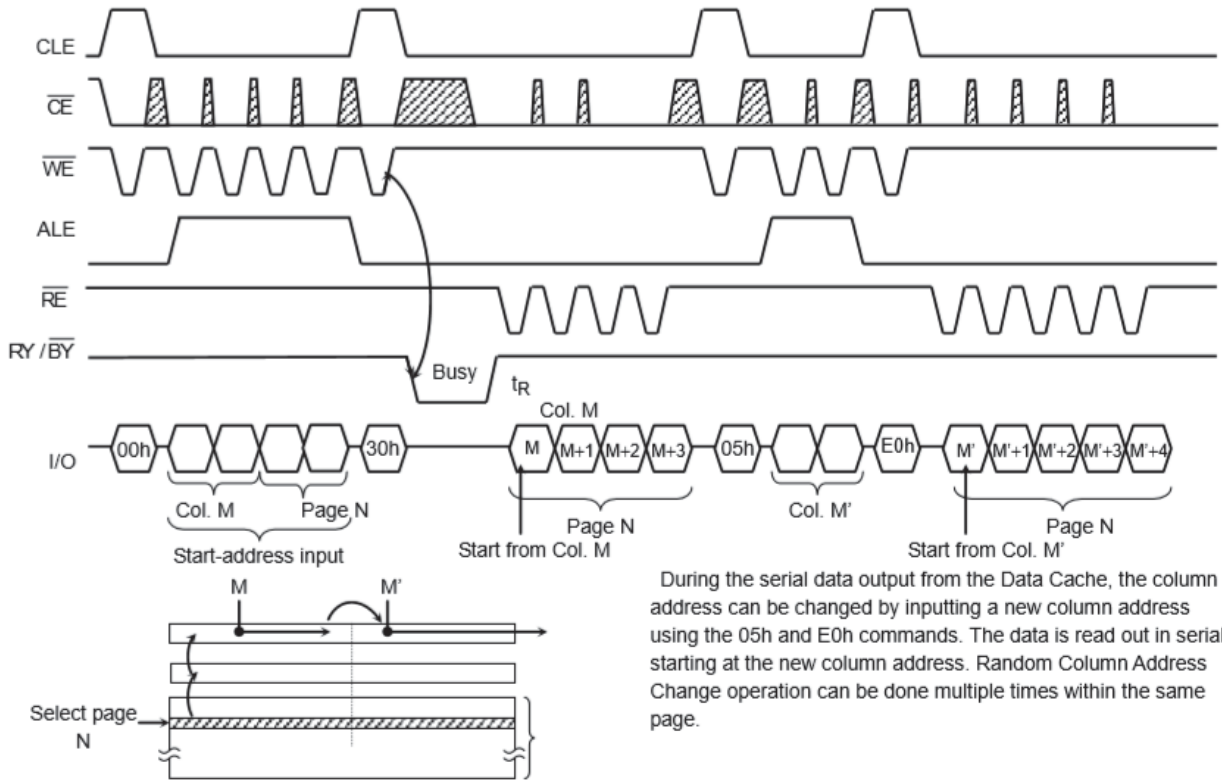 CLE
CE
WE
ALE
RE
RY / BY
Busy
tR
Col. M
I/O
00h
30h
M
M+1
M+2
M+3
05h
E0h
M'
M'+1
M'+2
M'+3
M'+4
Col. M
Page N
Page N
Col. M'
Page N
Start-address input
Start from Col. M
Start from Col. M'
M
M'
Select page
N
During the serial data output from the Data Cache, the column
address can be changed by inputting a new column address
using the 05h and E0h commands. The data is read out in serial
starting at the new column address. Random Column Address
Change operation can be done multiple times within the same
page.